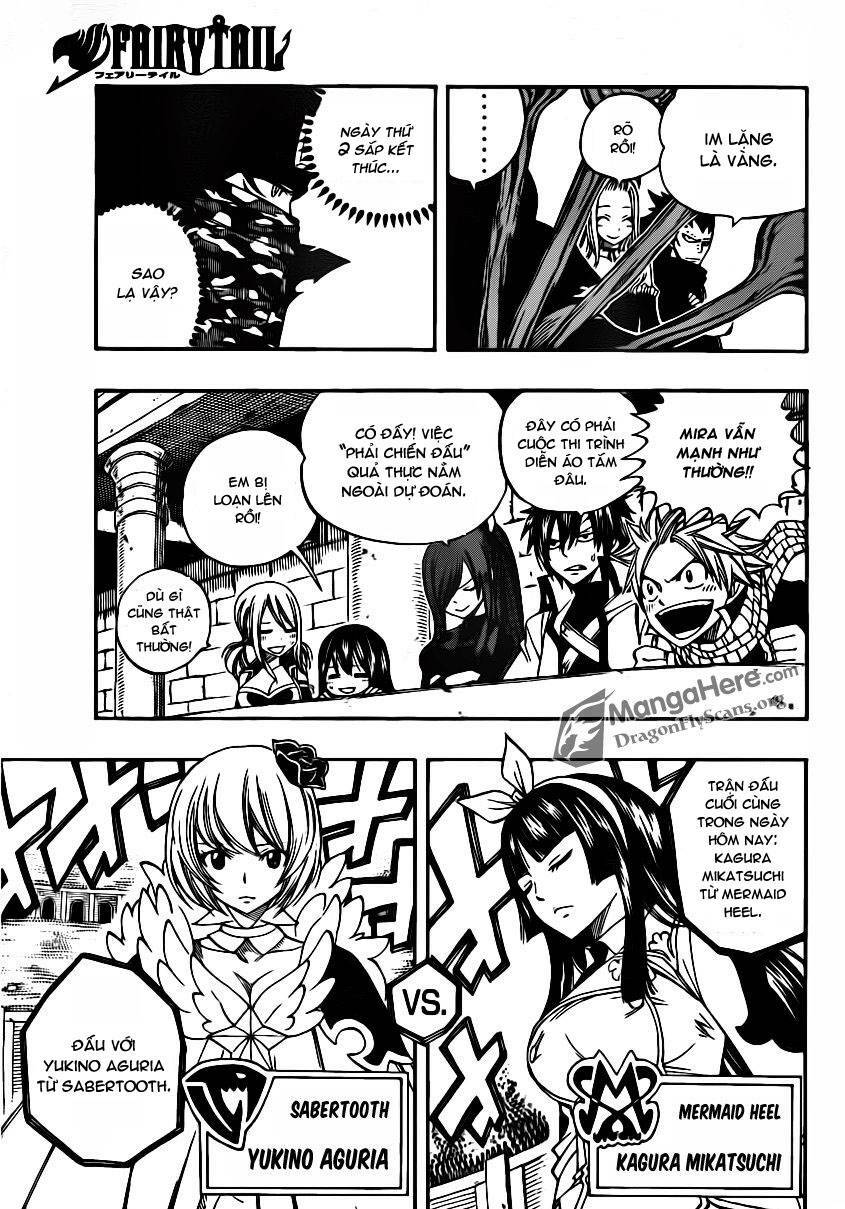 FAIRY TAIL
フェアリーテイル
IM LẶNG
LÀ VÀNG.
RÕ
RỒI!
NGÀY THỨ
2 SẮP KẾT
THÚC...
SAO
LẠ VẬY?
MIRA VẪN
MẠNH NHƯ
THƯỜNG!!
ĐÂY CÓ PHẢI
CUỘC THI TRÌNH
DIỄN ÁO TẮM
ĐÂU.
CÓ ĐẤY! VIỆC
"PHẢI CHIẾN ĐẤU"
QUẢ THỰC NẰM
NGOÀI DỰ ĐOÁN.
EM BỊ
LOẠN LÊN
RỒI!
DÙ GÌ
CŨNG THẬT
BẤT
THƯỜNG!
MangaHere.com
DragonFlyScans.org
TRẬN ĐẤU
CUỐI CÙNG
TRONG NGÀY
HÔM NAY:
KAGURA
MIKATSUCHI
TỪ MERMAID
HEEL.
VS.
ĐẤU VỚI
YUKINO AGURIA
TỪ SABERTOOTH.
SABERTOOTH
YUKINO AGURIA
MERMAID HEEL
KAGURA MIKATSUCHI